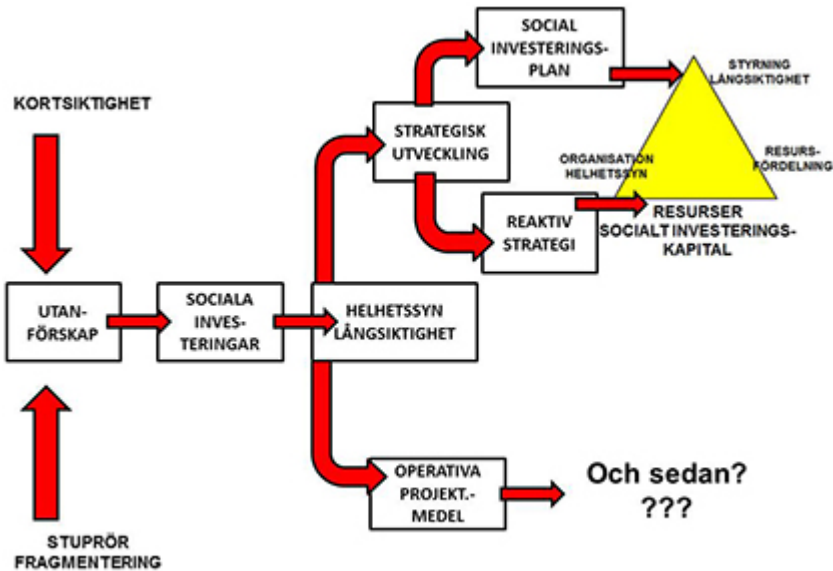 SOCIAL
INVESTERINGS-
PLAN
STYRNING
LÅNGSIKTIGHET
KORTSIKTIGHET
STRATEGISK
UTVECKLING
ORGANISATION
HELHETSSYN
RESURS-
FÖRDELNING
REAKTIV
STRATEGI
RESURSER
SOCIALT INVESTERINGS-
KAPITAL
UTAN-
FÖRSKAP
SOCIALA
INVES-
TERINGAR
HELHETSSYN
LÅNGSIKTIGHET
OPERATIVA
PROJEKT.-
MEDEL
Och sedan?
???
STUPRÖR
FRAGMENTERING